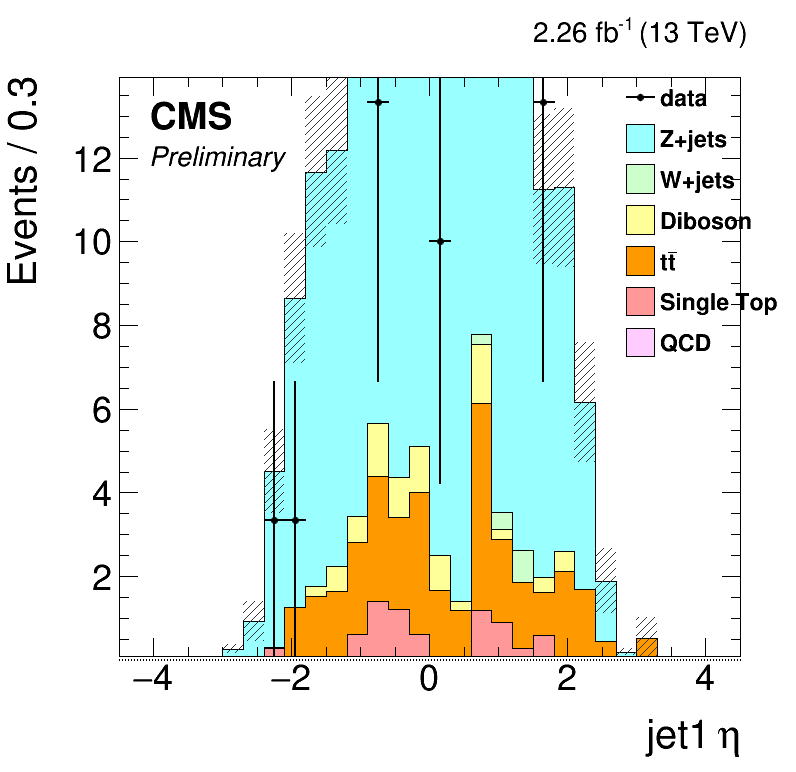 2.26 fb-1 (13 TeV)
Events / 0.3
CMS
Preliminary
data
Z+jets
W+jets
Diboson
tt̄
Single Top
QCD
12
10
8
6
4
2
−4 −2 0 2 4
jet1 η